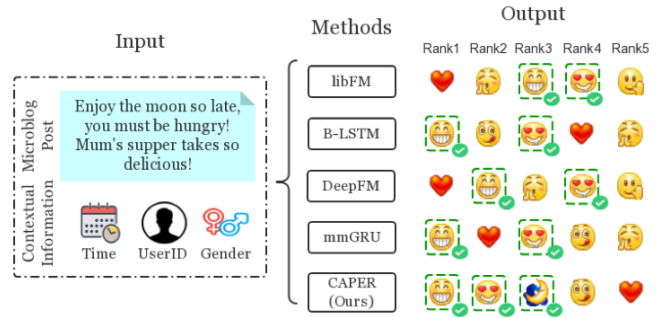 Input
Methods
Output
Rank1 Rank2 Rank3 Rank4 Rank5
Microblog
Post
Enjoy the moon so late,
you must be hungry!
Mum's supper takes so
delicious!
Contextual
Information
Time
UserID
Gender
libFM
B-LSTM
DeepFM
mmGRU
CAPER
(Ours)